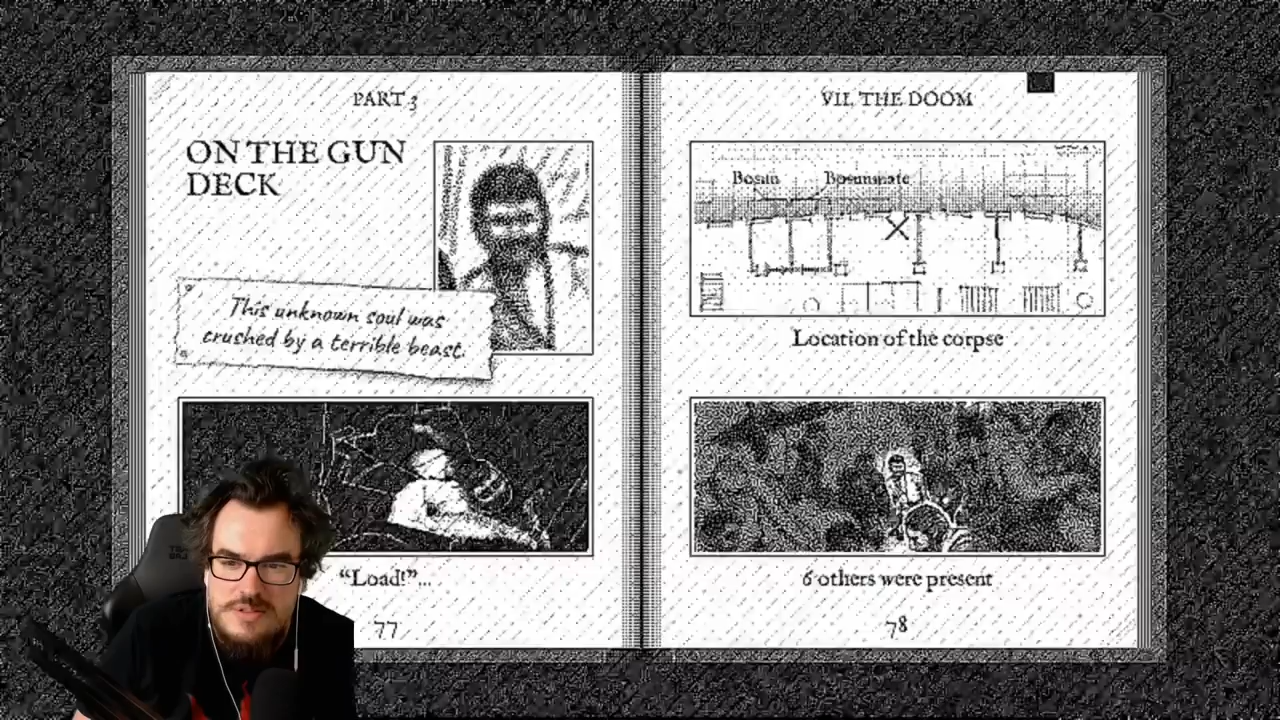 PART 3
ON THE GUN
DECK
This unknown soul was
crushed by a terrible beast.
"Load!"...
77
VII. THE DOOM
Bosun
Bosunmate
Location of the corpse
6 others were present
78